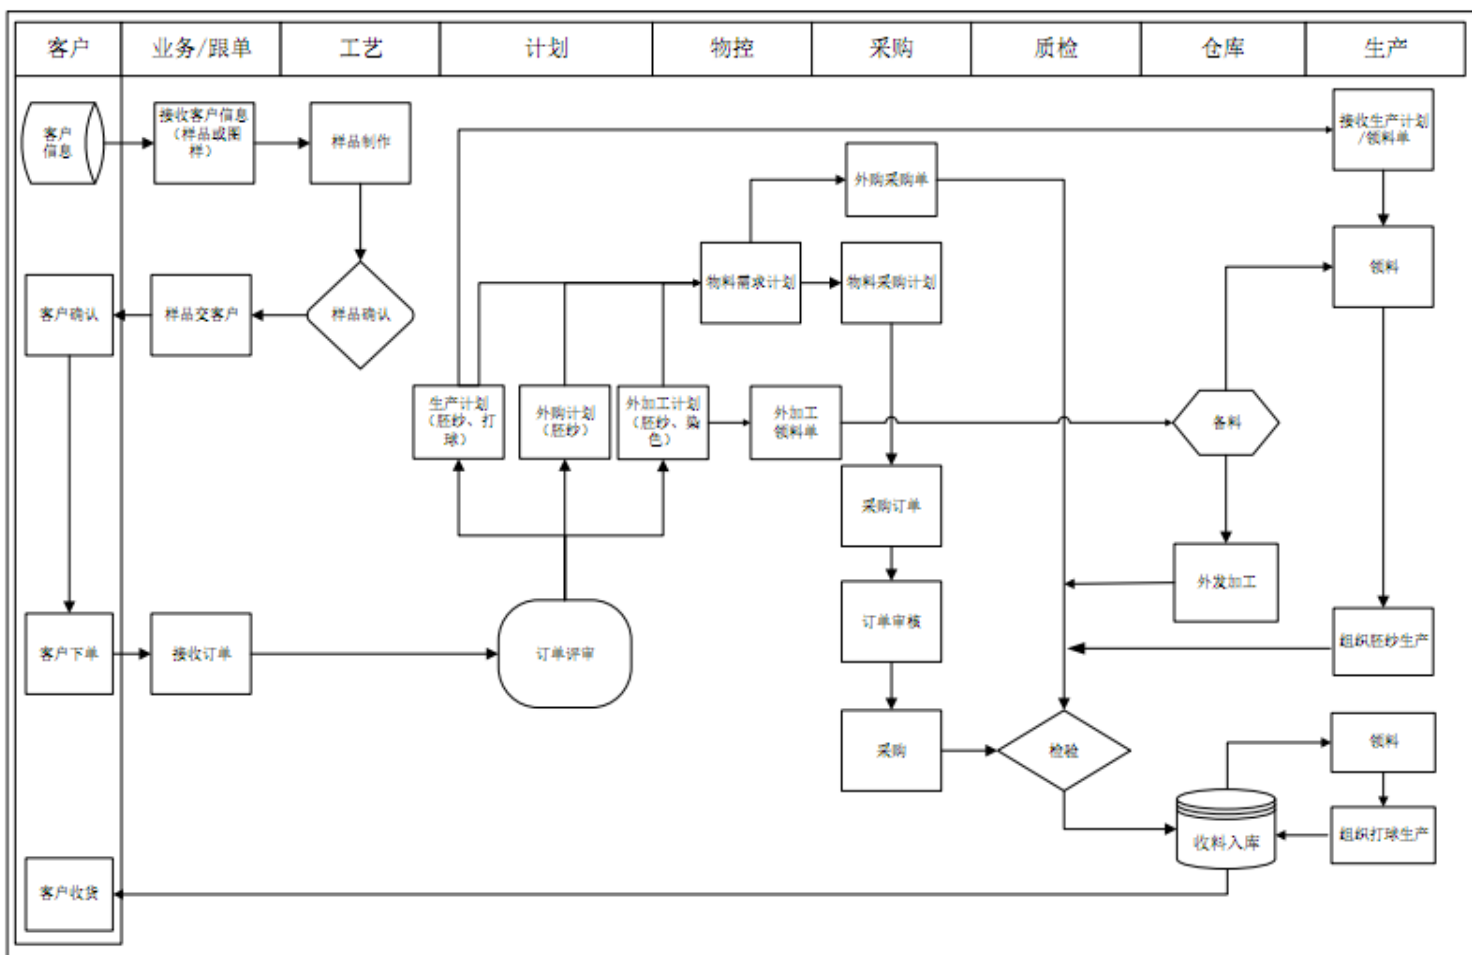 客户
业务/跟单
工艺
计划
物控
采购
质检
仓库
生产
客户
信息
接收客户信息
（样品或图
样）
样品制作
接收生产计划
/领料单
外购采购单
客户确认
样品交客户
样品确认
物料需求计划
物料采购计划
领料
生产计划
（胚纱、打
球）
外购计划
（胚纱）
外加工计划
（胚纱、染
色）
外加工
领料单
备料
采购订单
外发加工
订单审核
客户下单
接收订单
订单评审
组织胚纱生产
采购
检验
领料
收料入库
组织打球生产
客户收货